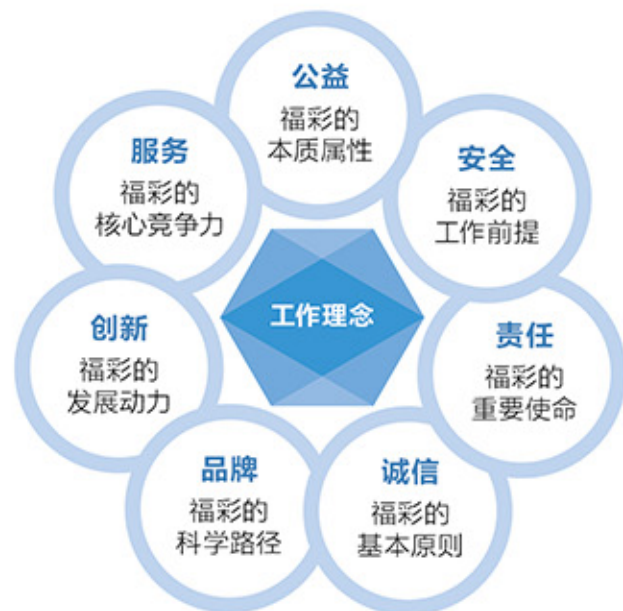 公益
福彩的
本质属性
安全
福彩的
工作前提
责任
福彩的
重要使命
诚信
福彩的
基本原则
品牌
福彩的
科学路径
创新
福彩的
发展动力
服务
福彩的
核心竞争力
工作理念